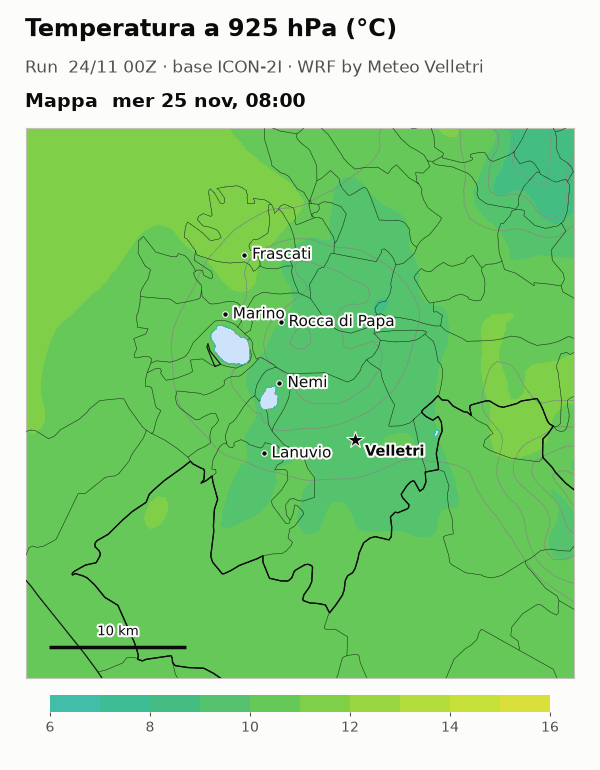 Temperatura a 925 hPa (°C)
Run  24/11 00Z · base ICON-2I · WRF by Meteo Velletri
Mappa  mer 25 nov, 08:00
Frascati
Marino
Rocca di Papa
Nemi
Velletri
Lanuvio
10 km
6 8 10 12 14 16